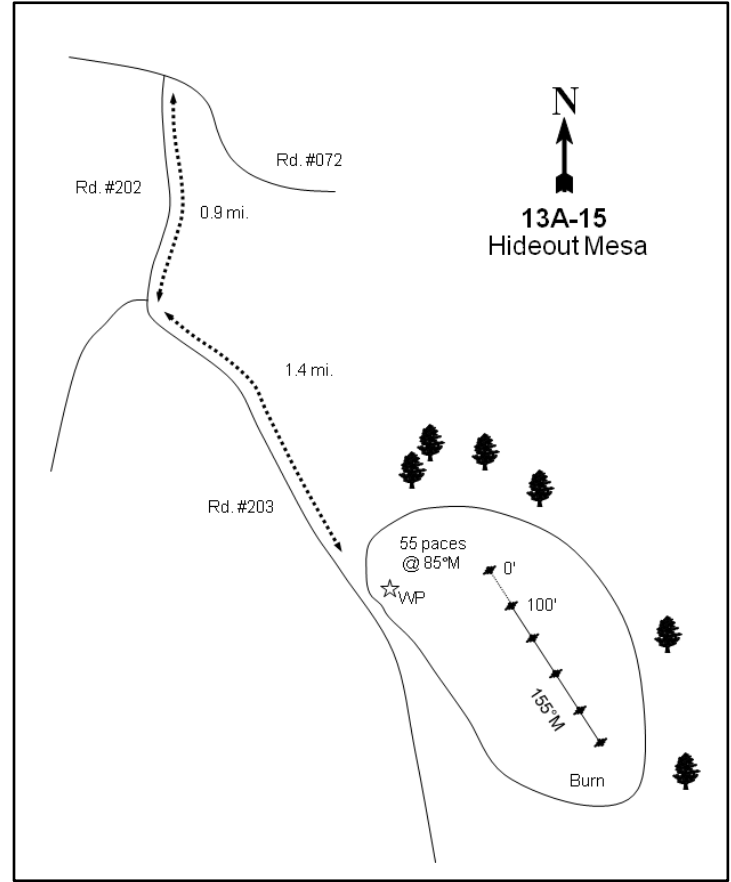 N
13A-15
Hideout Mesa
Rd. #072
Rd. #202
0.9 mi.
1.4 mi.
Rd. #203
55 paces
@ 85°M
0'
WP
100'
155°M
Burn